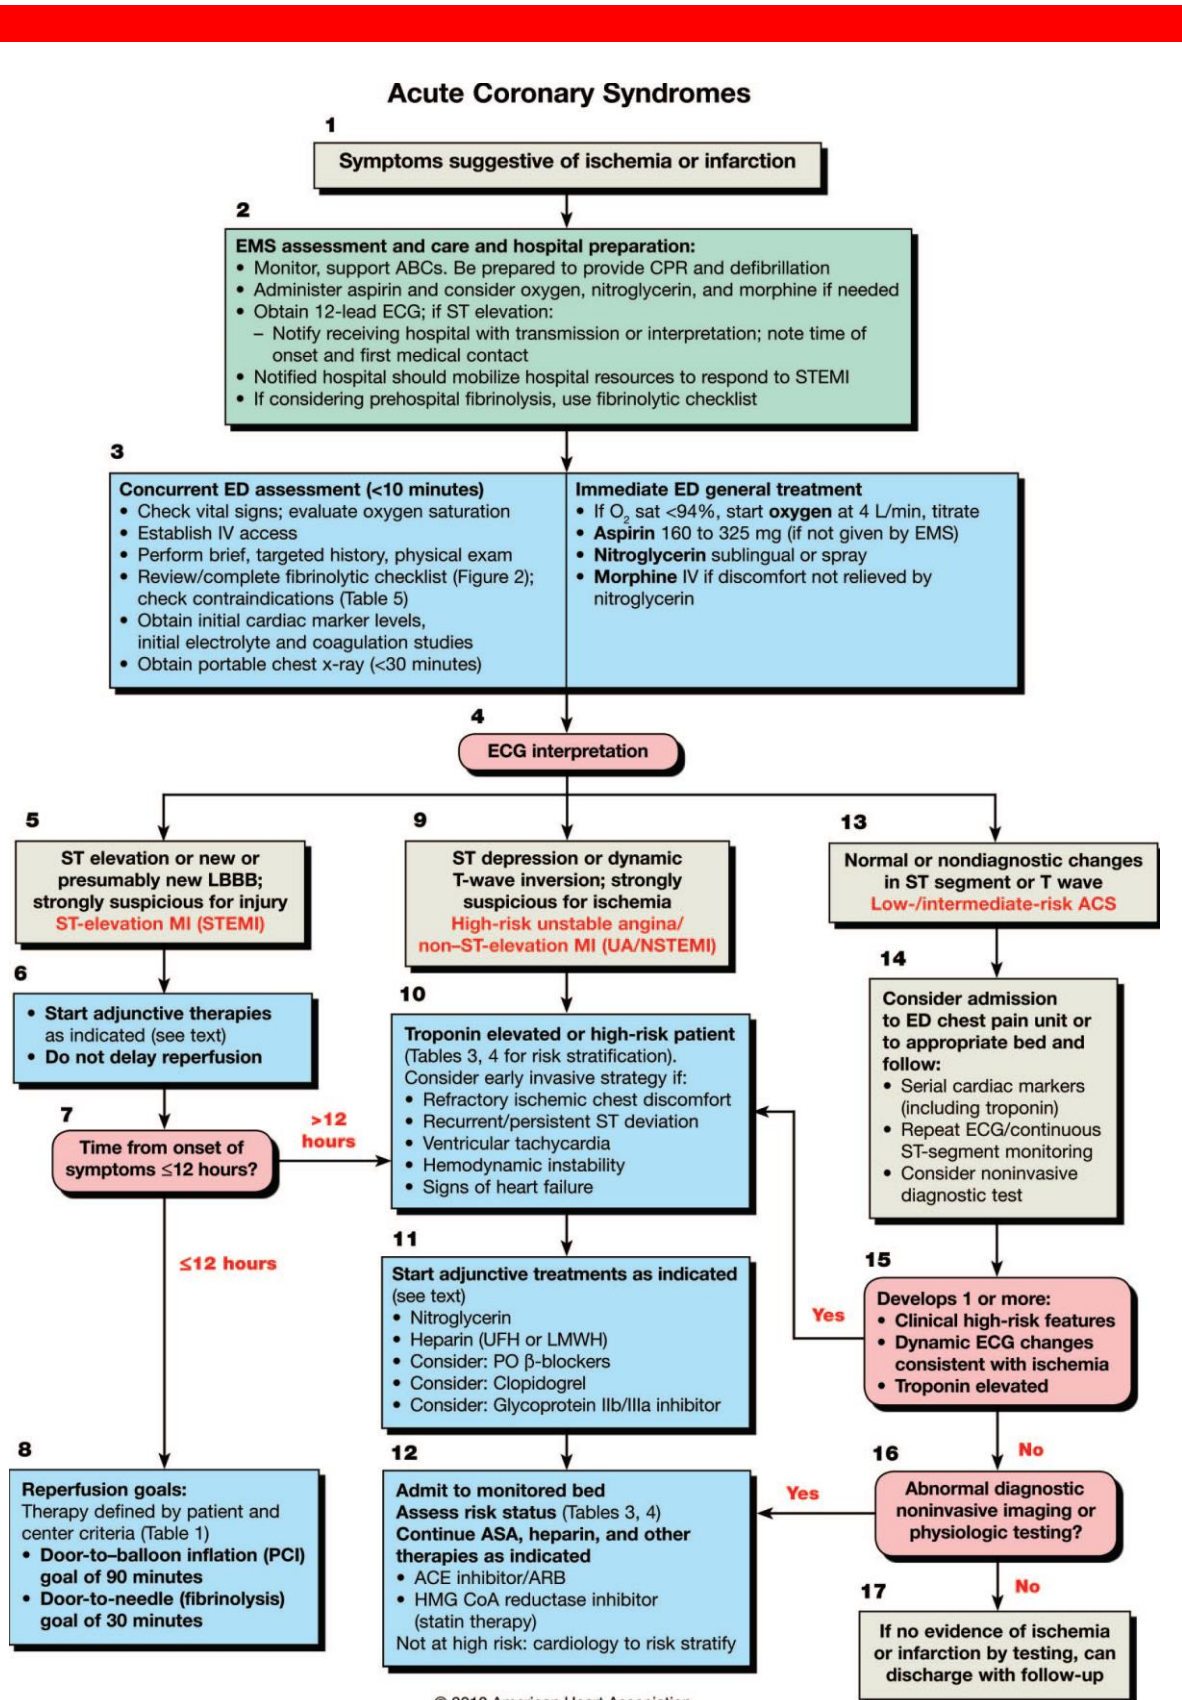 Acute Coronary Syndromes
1
Symptoms suggestive of ischemia or infarction
2
EMS assessment and care and hospital preparation:
• Monitor, support ABCs. Be prepared to provide CPR and defibrillation
• Administer aspirin and consider oxygen, nitroglycerin, and morphine if needed
• Obtain 12-lead ECG; if ST elevation:
– Notify receiving hospital with transmission or interpretation; note time of
onset and first medical contact
• Notified hospital should mobilize hospital resources to respond to STEMI
• If considering prehospital fibrinolysis, use fibrinolytic checklist
3
Concurrent ED assessment (<10 minutes)
• Check vital signs; evaluate oxygen saturation
• Establish IV access
• Perform brief, targeted history, physical exam
• Review/complete fibrinolytic checklist (Figure 2);
check contraindications (Table 5)
• Obtain initial cardiac marker levels,
initial electrolyte and coagulation studies
• Obtain portable chest x-ray (<30 minutes)
Immediate ED general treatment
• If O₂ sat <94%, start oxygen at 4 L/min, titrate
• Aspirin 160 to 325 mg (if not given by EMS)
• Nitroglycerin sublingual or spray
• Morphine IV if discomfort not relieved by
nitroglycerin
4
ECG interpretation
5
ST elevation or new or
presumably new LBBB;
strongly suspicious for injury
ST-elevation MI (STEMI)
6
• Start adjunctive therapies
as indicated (see text)
• Do not delay reperfusion
7
Time from onset of
symptoms ≤12 hours?
>12
hours
≤12 hours
8
Reperfusion goals:
Therapy defined by patient and
center criteria (Table 1)
• Door-to–balloon inflation (PCI)
goal of 90 minutes
• Door-to-needle (fibrinolysis)
goal of 30 minutes
9
ST depression or dynamic
T-wave inversion; strongly
suspicious for ischemia
High-risk unstable angina/
non–ST-elevation MI (UA/NSTEMI)
10
Troponin elevated or high-risk patient
(Tables 3, 4 for risk stratification).
Consider early invasive strategy if:
• Refractory ischemic chest discomfort
• Recurrent/persistent ST deviation
• Ventricular tachycardia
• Hemodynamic instability
• Signs of heart failure
11
Start adjunctive treatments as indicated
(see text)
• Nitroglycerin
• Heparin (UFH or LMWH)
• Consider: PO β-blockers
• Consider: Clopidogrel
• Consider: Glycoprotein IIb/IIIa inhibitor
12
Admit to monitored bed
Assess risk status (Tables 3, 4)
Continue ASA, heparin, and other
therapies as indicated
• ACE inhibitor/ARB
• HMG CoA reductase inhibitor
(statin therapy)
Not at high risk: cardiology to risk stratify
13
Normal or nondiagnostic changes
in ST segment or T wave
Low-/intermediate-risk ACS
14
Consider admission
to ED chest pain unit or
to appropriate bed and
follow:
• Serial cardiac markers
(including troponin)
• Repeat ECG/continuous
ST-segment monitoring
• Consider noninvasive
diagnostic test
15
Develops 1 or more:
• Clinical high-risk features
• Dynamic ECG changes
consistent with ischemia
• Troponin elevated
Yes
No
16
Abnormal diagnostic
noninvasive imaging or
physiologic testing?
Yes
No
17
If no evidence of ischemia
or infarction by testing, can
discharge with follow-up
© 2010 American Heart Association